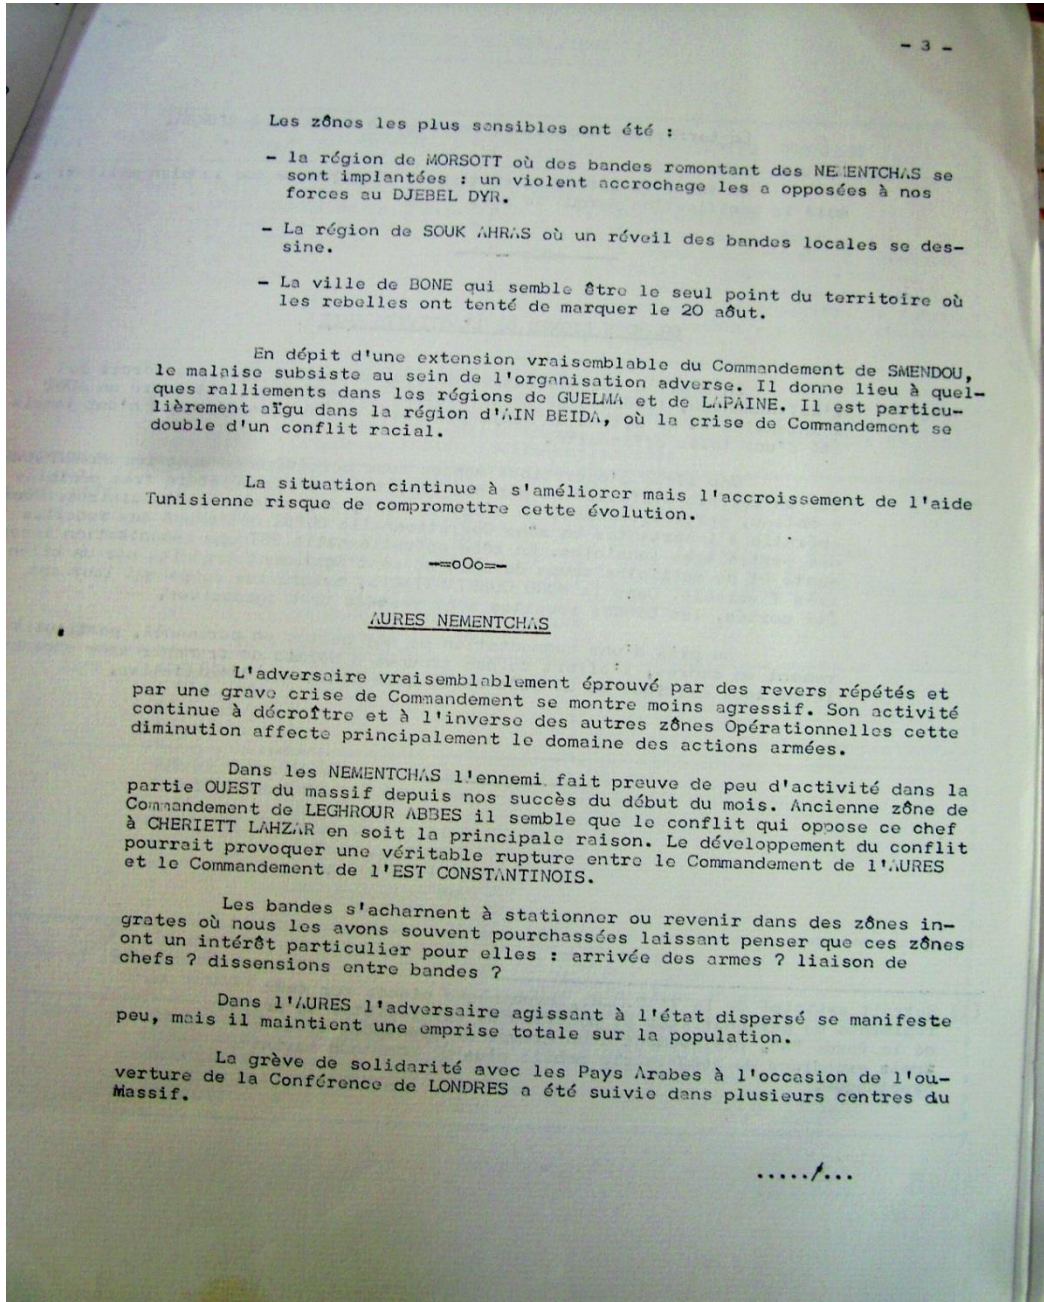 - 3 -
Les zônes les plus sensibles ont été :
- la région de MORSOTT où des bandes remontant des NEMENTCHAS se
sont implantées : un violent accrochage les a opposées à nos
forces au DJEBEL DYR.
- La région de SOUK AHRAS où un réveil des bandes locales se des-
sine.
- La ville de BONE qui semble être le seul point du territoire où
les rebelles ont tenté de marquer le 20 aôut.
En dépit d'une extension vraisemblable du Commandement de SMENDOU,
le malaise subsiste au sein de l'organisation adverse. Il donne lieu à quel-
ques ralliements dans les régions de GUELMA et de LAPAINE. Il est particu-
lièrement aïgu dans la région d'AIN BEIDA, où la crise de Commandement se
double d'un conflit racial.
La situation cintinue à s'améliorer mais l'accroissement de l'aide
Tunisienne risque de compromettre cette évolution.
-=oOo=-
AURES NEMENTCHAS
L'adversaire vraisemblablement éprouvé par des revers répétés et
par une grave crise de Commandement se montre moins agressif. Son activité
continue à décroître et à l'inverse des autres zônes Opérationnelles cette
diminution affecte principalement le domaine des actions armées.
Dans les NEMENTCHAS l'ennemi fait preuve de peu d'activité dans la
partie OUEST du massif depuis nos succès du début du mois. Ancienne zône de
Commandement de LEGHROUR ABBES il semble que le conflit qui oppose ce chef
à CHERIETT LAHZAR en soit la principale raison. Le développement du conflit
pourrait provoquer une véritable rupture entre le Commandement de l'AURES
et le Commandement de l'EST CONSTANTINOIS.
Les bandes s'acharnent à stationner ou revenir dans des zônes in-
grates où nous les avons souvent pourchassées laissant penser que ces zônes
ont un intérêt particulier pour elles : arrivée des armes ? liaison de
chefs ? dissensions entre bandes ?
Dans l'AURES l'adversaire agissant à l'état dispersé se manifeste
peu, mais il maintient une emprise totale sur la population.
La grève de solidarité avec les Pays Arabes à l'occasion de l'ou-
verture de la Conférence de LONDRES a été suivie dans plusieurs centres du
Massif.
...../...